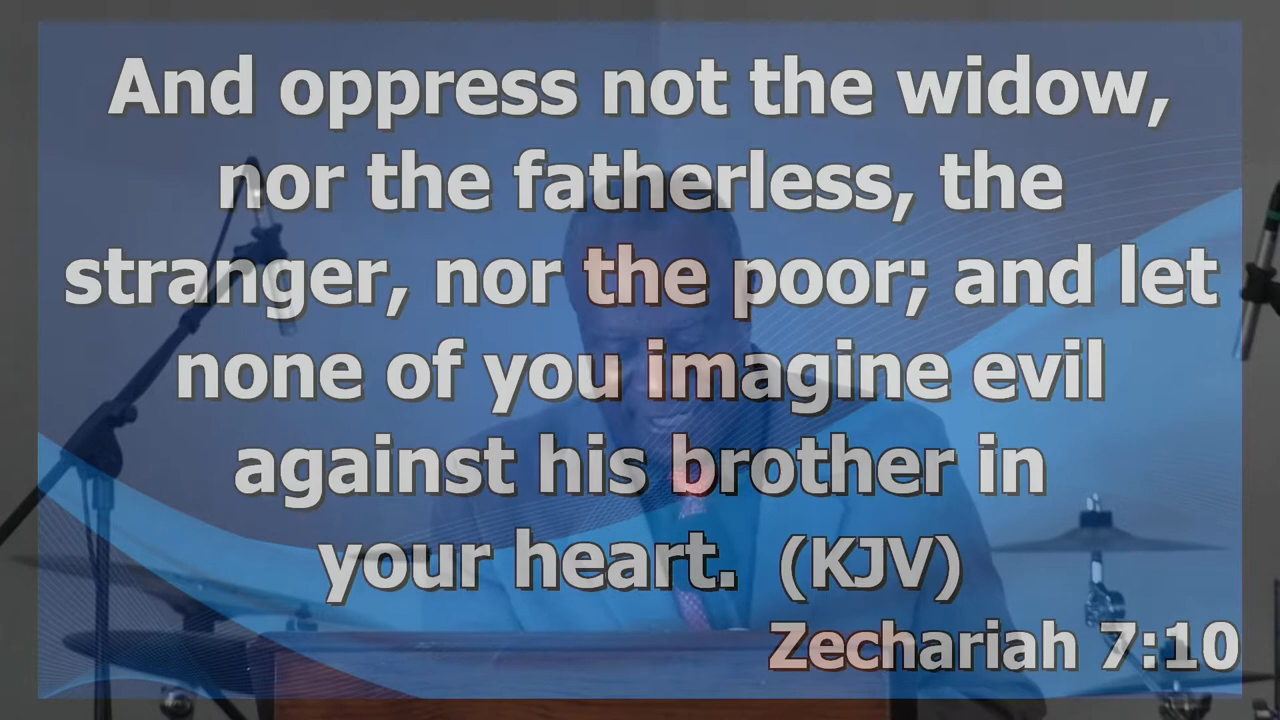 And oppress not the widow,
nor the fatherless, the
stranger, nor the poor; and let
none of you imagine evil
against his brother in
your heart. (KJV)
Zechariah 7:10